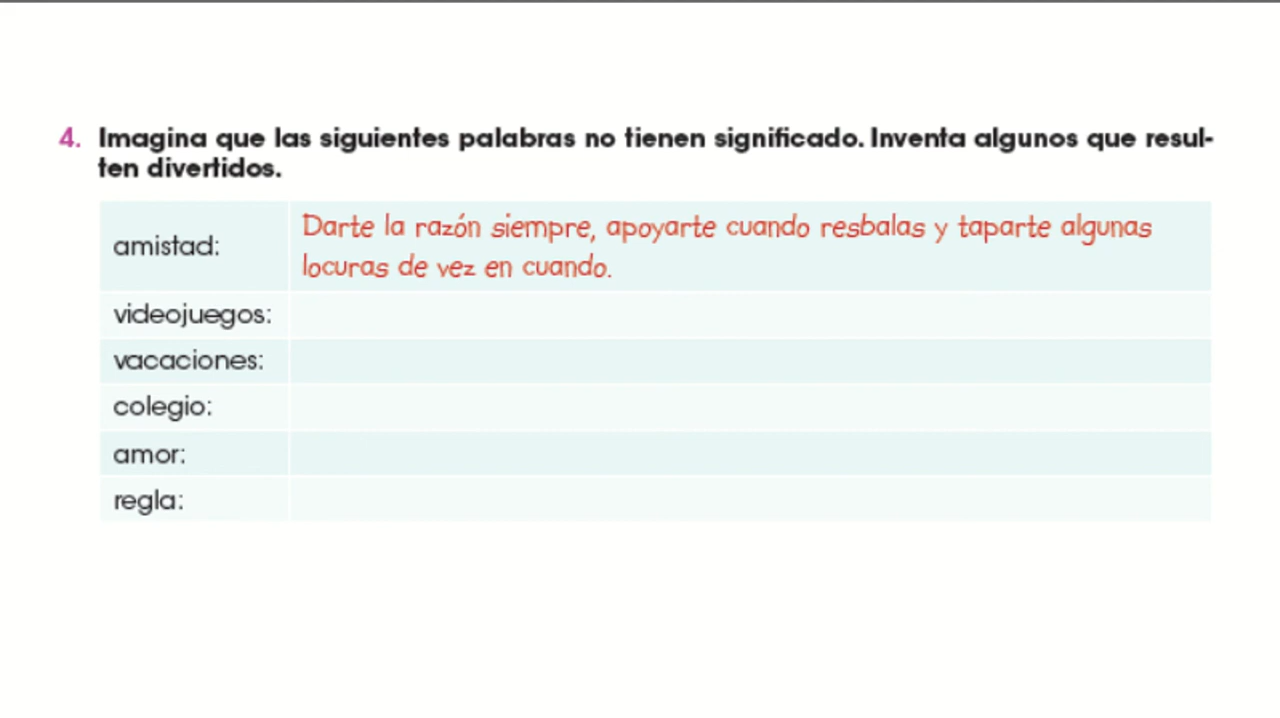 4. Imagina que las siguientes palabras no tienen significado. Inventa algunos que resul-
ten divertidos.
amistad:
Darte la razón siempre, apoyarte cuando resbalas y taparte algunas
locuras de vez en cuando.
videojuegos:
vacaciones:
colegio:
amor:
regla: